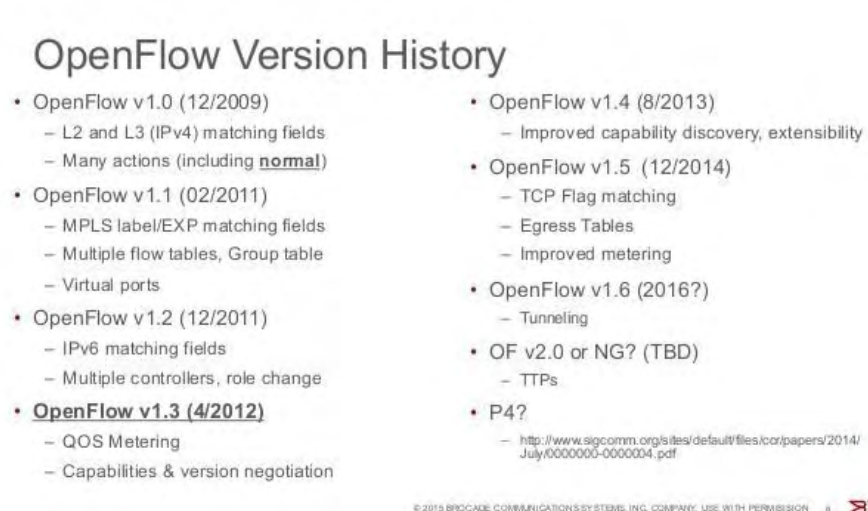 OpenFlow Version History
• OpenFlow v1.0 (12/2009)
– L2 and L3 (IPv4) matching fields
– Many actions (including normal)
• OpenFlow v1.1 (02/2011)
– MPLS label/EXP matching fields
– Multiple flow tables, Group table
– Virtual ports
• OpenFlow v1.2 (12/2011)
– IPv6 matching fields
– Multiple controllers, role change
• OpenFlow v1.3 (4/2012)
– QOS Metering
– Capabilities & version negotiation
• OpenFlow v1.4 (8/2013)
– Improved capability discovery, extensibility
• OpenFlow v1.5 (12/2014)
– TCP Flag matching
– Egress Tables
– Improved metering
• OpenFlow v1.6 (2016?)
– Tunneling
• OF v2.0 or NG? (TBD)
– TTPs
• P4?
– http://www.sigcomm.org/sites/default/files/ccr/papers/2014/
July/0000000-0000004.pdf
© 2015 BROCADE COMMUNICATIONS SYSTEMS, INC. COMPANY. USE WITH PERMISISION